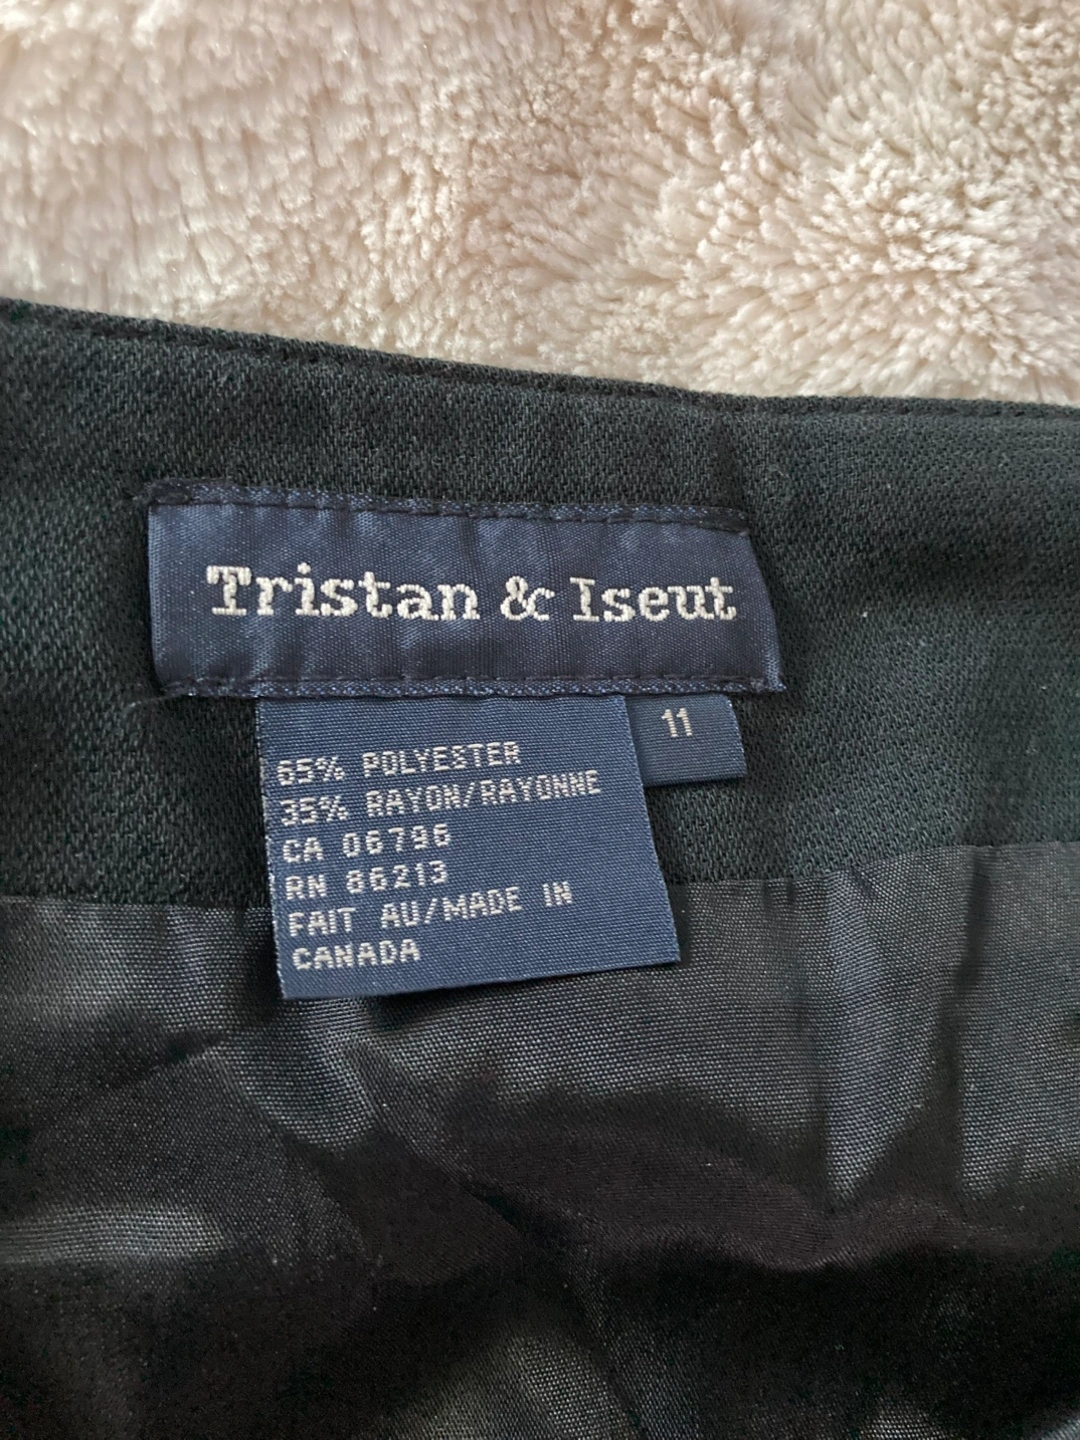 Tristan & Iseut
11
65% POLYESTER
35% RAYON/RAYONNE
CA 06796
RN 86213
FAIT AU/MADE IN
CANADA